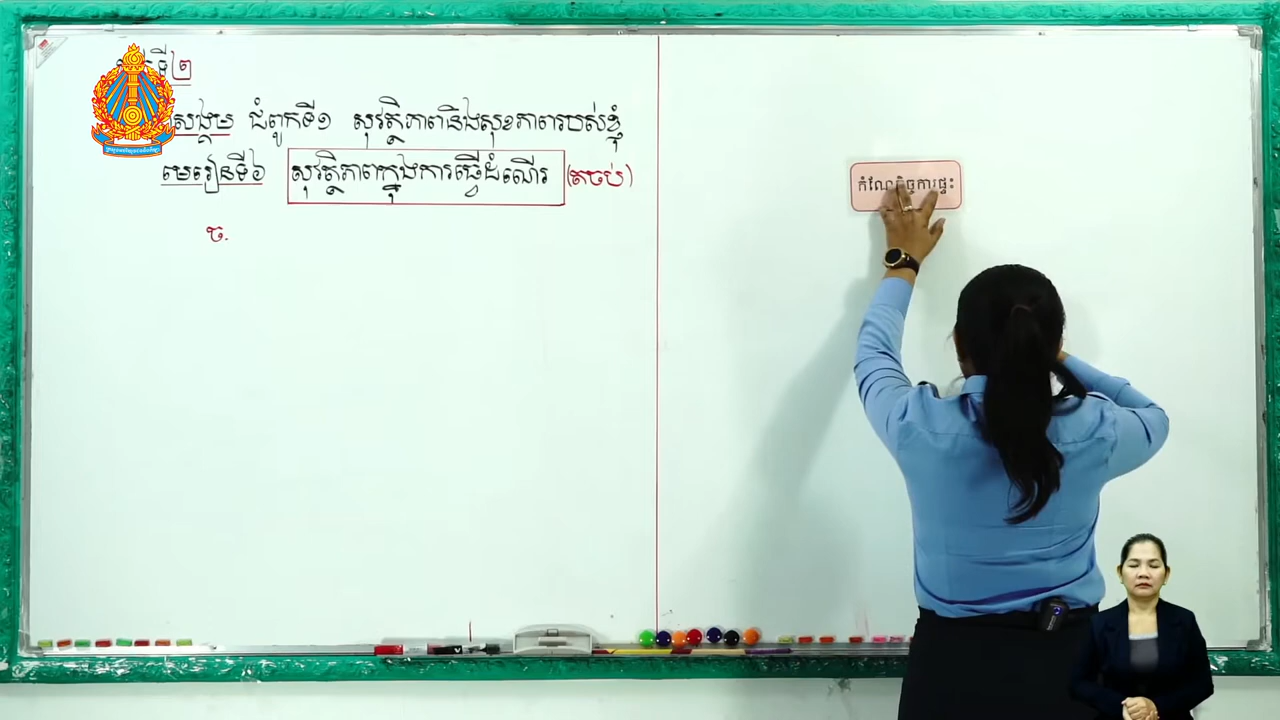 ទី២
សង្គម ជំពូកទី១ សុវត្ថិភាពនិងសុខភាពរបស់ខ្ញុំ
មេរៀនទី៦ សុវត្ថិភាពក្នុងការធ្វើដំណើរ (តចប់)
ច.
កំណែកិច្ចការផ្ទះ